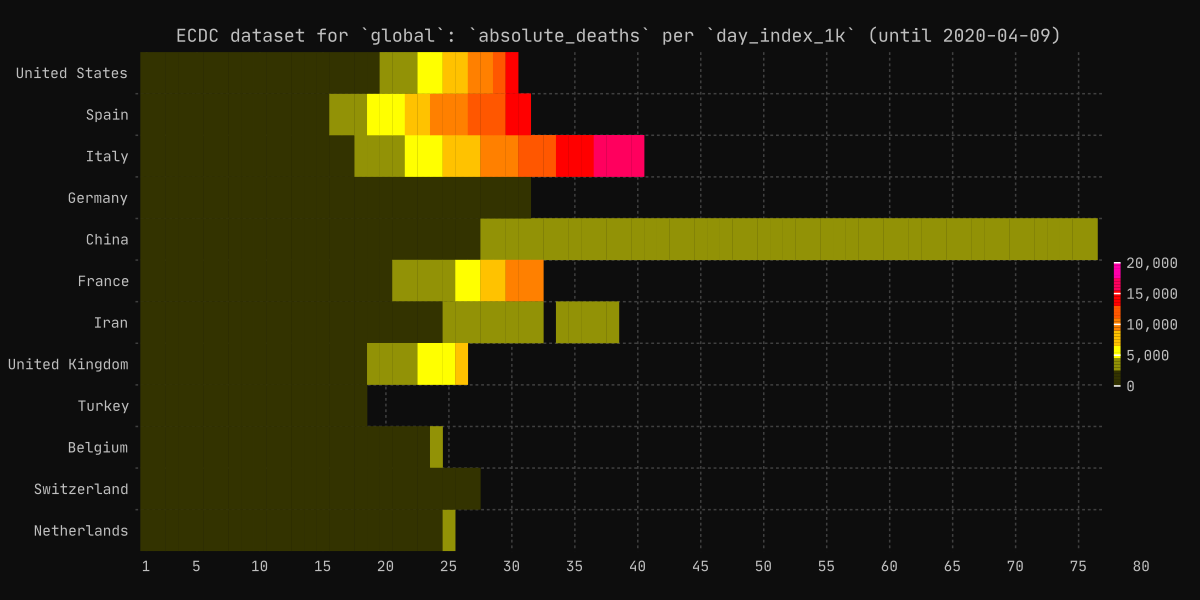 ECDC dataset for `global`: `absolute_deaths` per `day_index_1k` (until 2020-04-09)
United States
Spain
Italy
Germany
China
France
Iran
United Kingdom
Turkey
Belgium
Switzerland
Netherlands
20,000
15,000
10,000
5,000
0
1 5 10 15 20 25 30 35 40 45 50 55 60 65 70 75 80